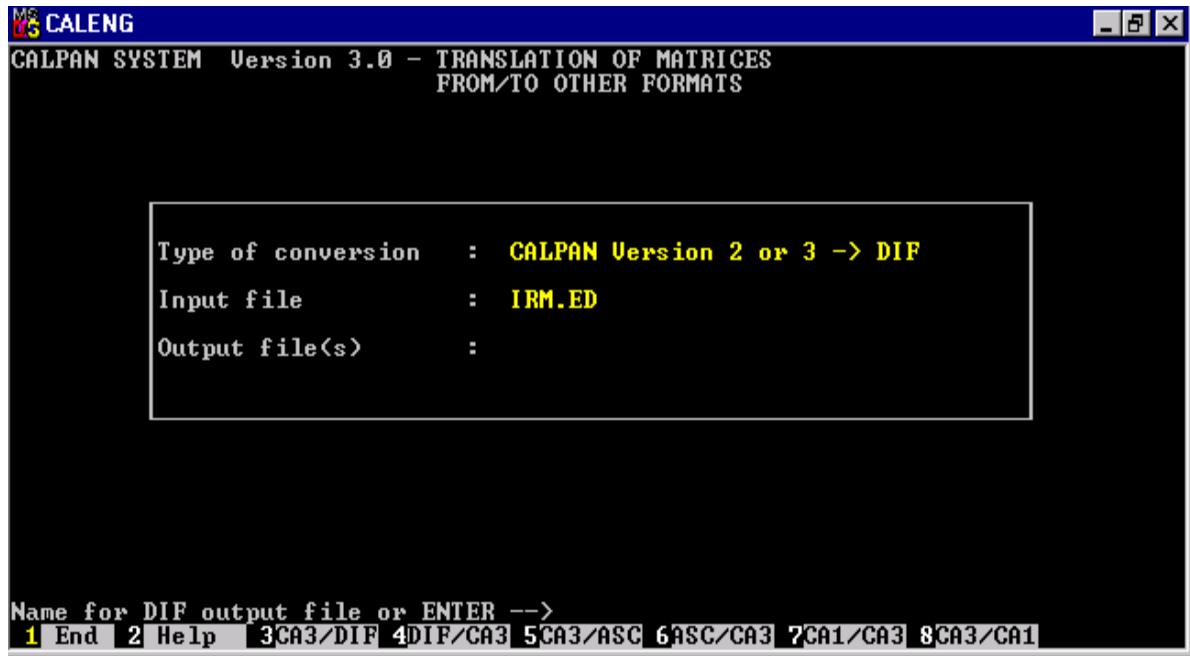 CALENG
CALPAN SYSTEM Version 3.0 - TRANSLATION OF MATRICES
FROM/TO OTHER FORMATS
Type of conversion : CALPAN Version 2 or 3 -> DIF
Input file : IRM.ED
Output file(s) :
Name for DIF output file or ENTER -->
1 End 2 Help 3CA3/DIF 4DIF/CA3 5CA3/ASC 6ASC/CA3 7CA1/CA3 8CA3/CA1